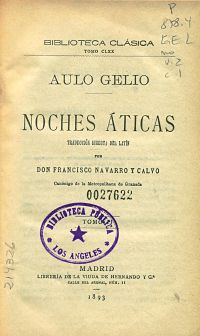 BIBLIOTECA CLÁSICA
TOMO CLXX
AULO GELIO
NOCHES ÁTICAS
TRADUCCIÓN DIRECTA DEL LATÍN
POR
DON FRANCISCO NAVARRO Y CALVO
Canónigo de la Metropolitana de Granada
0027622
TOMO
BIBLIOTECA PÚBLICA
LOS ANGELES
MADRID
LIBRERÍA DE LA VIUDA DE HERNANDO Y C.ª
CALLE DEL ARENAL, NÚM. 11
1893